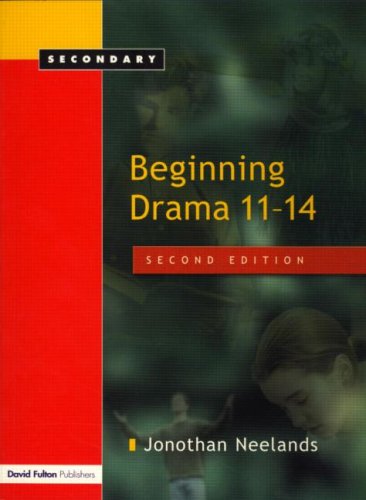 SECONDARY
Beginning
Drama 11-14
SECOND EDITION
Jonothan Neelands
David Fulton Publishers